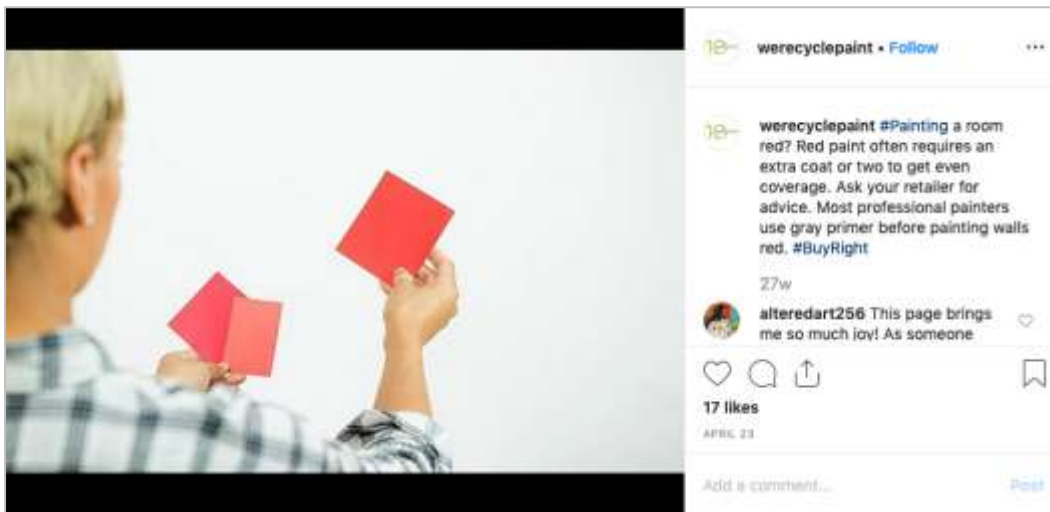 werecyclepaint • Follow
werecyclepaint #Painting a room
red? Red paint often requires an
extra coat or two to get even
coverage. Ask your retailer for
advice. Most professional painters
use gray primer before painting walls
red. #BuyRight
27w
alteredart256 This page brings
me so much joy! As someone
17 likes
APRIL 23
Add a comment...
Post